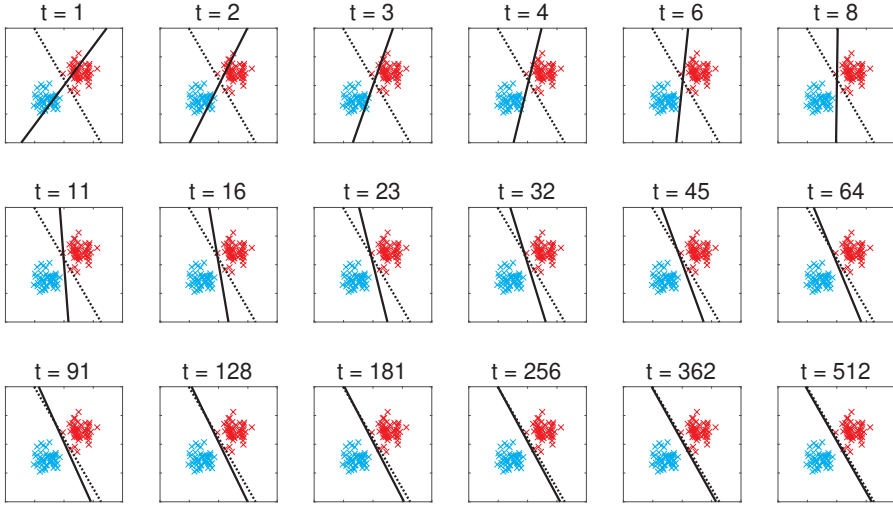 t = 1
t = 2
t = 3
t = 4
t = 6
t = 8
t = 11
t = 16
t = 23
t = 32
t = 45
t = 64
t = 91
t = 128
t = 181
t = 256
t = 362
t = 512